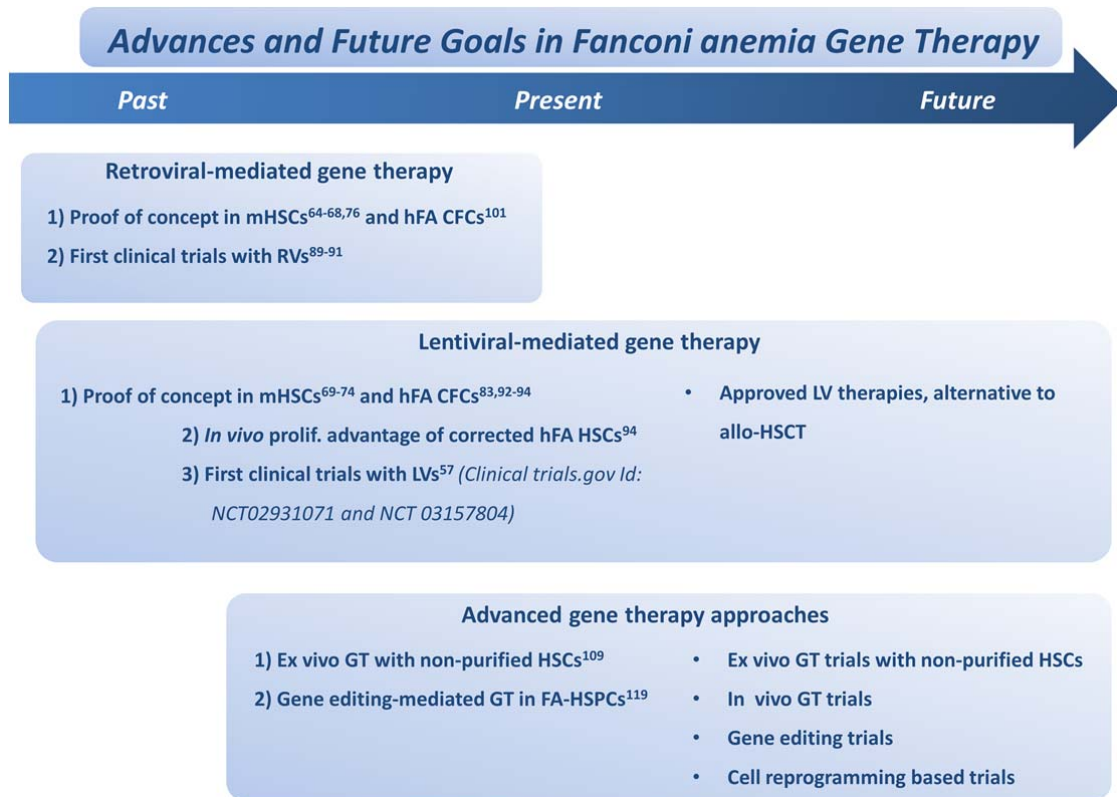 Advances and Future Goals in Fanconi anemia Gene Therapy
Past Present Future
Retroviral-mediated gene therapy
1) Proof of concept in mHSCs64-68,76 and hFA CFCs101
2) First clinical trials with RVs89-91
Lentiviral-mediated gene therapy
1) Proof of concept in mHSCs69-74 and hFA CFCs83,92-94
2) In vivo prolif. advantage of corrected hFA HSCs94
3) First clinical trials with LVs57 (Clinical trials.gov Id:
NCT02931071 and NCT 03157804)
• Approved LV therapies, alternative to
allo-HSCT
Advanced gene therapy approaches
1) Ex vivo GT with non-purified HSCs109
2) Gene editing-mediated GT in FA-HSPCs119
• Ex vivo GT trials with non-purified HSCs
• In vivo GT trials
• Gene editing trials
• Cell reprogramming based trials